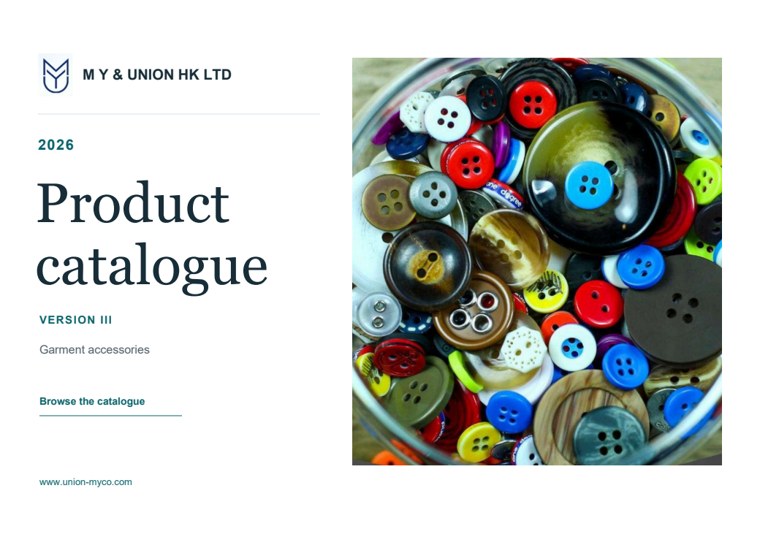 M Y & UNION HK LTD
2026
Product
catalogue
VERSION III
Garment accessories
Browse the catalogue
www.union-myco.com